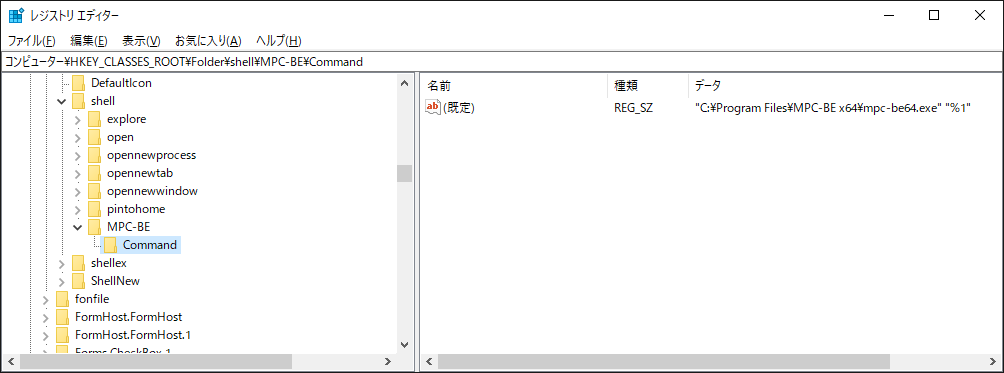 レジストリ エディター
ファイル(F) 編集(E) 表示(V) お気に入り(A) ヘルプ(H)
コンピューター¥HKEY_CLASSES_ROOT¥Folder¥shell¥MPC-BE¥Command
DefaultIcon
shell
explore
open
opennewprocess
opennewtab
opennewwindow
pintohome
MPC-BE
Command
shellex
ShellNew
fonfile
FormHost.FormHost
FormHost.FormHost.1
Forms.CheckBox.1
名前 種類 データ
ab (既定) REG_SZ "C:¥Program Files¥MPC-BE x64¥mpc-be64.exe" "%1"